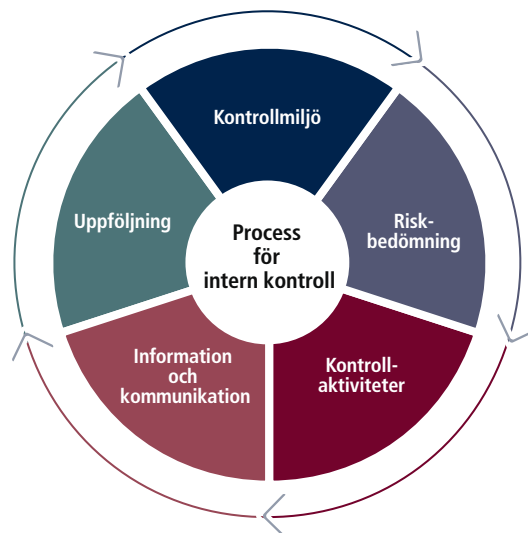 Kontrollmiljö
Risk-
bedömning
Kontroll-
aktiviteter
Information
och
kommunikation
Uppföljning
Process
för
intern kontroll